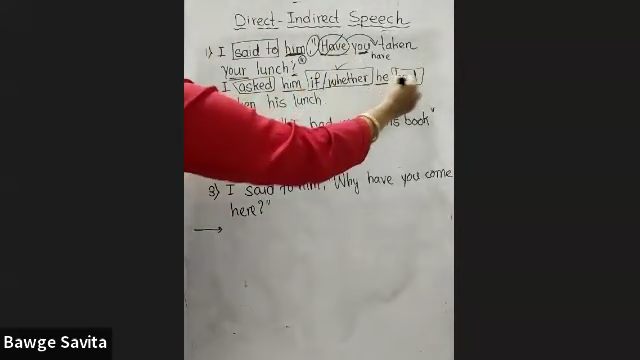 Direct-Indirect Speech
1) I said to him, "Have you taken
have
your lunch?"
I asked him if/whether he
his lunch
I had book"
3) I said to him, "Why have you come
here?"
Bawge Savita